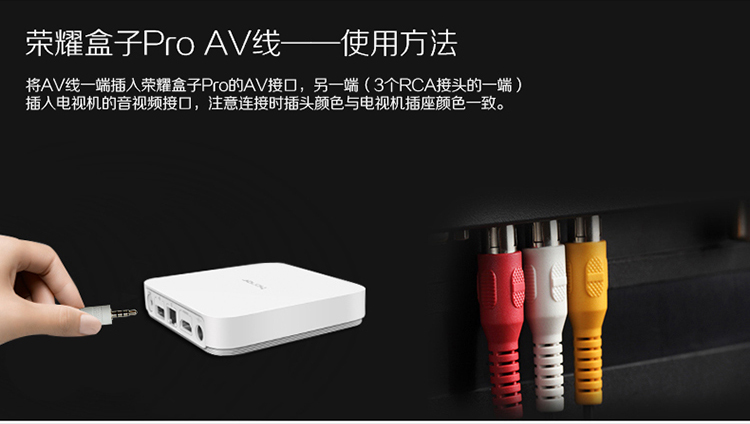 荣耀盒子Pro AV线——使用方法
将AV线一端插入荣耀盒子Pro的AV接口，另一端（3个RCA接头的一端）
插入电视机的音视频接口，注意连接时插头颜色与电视机插座颜色一致。